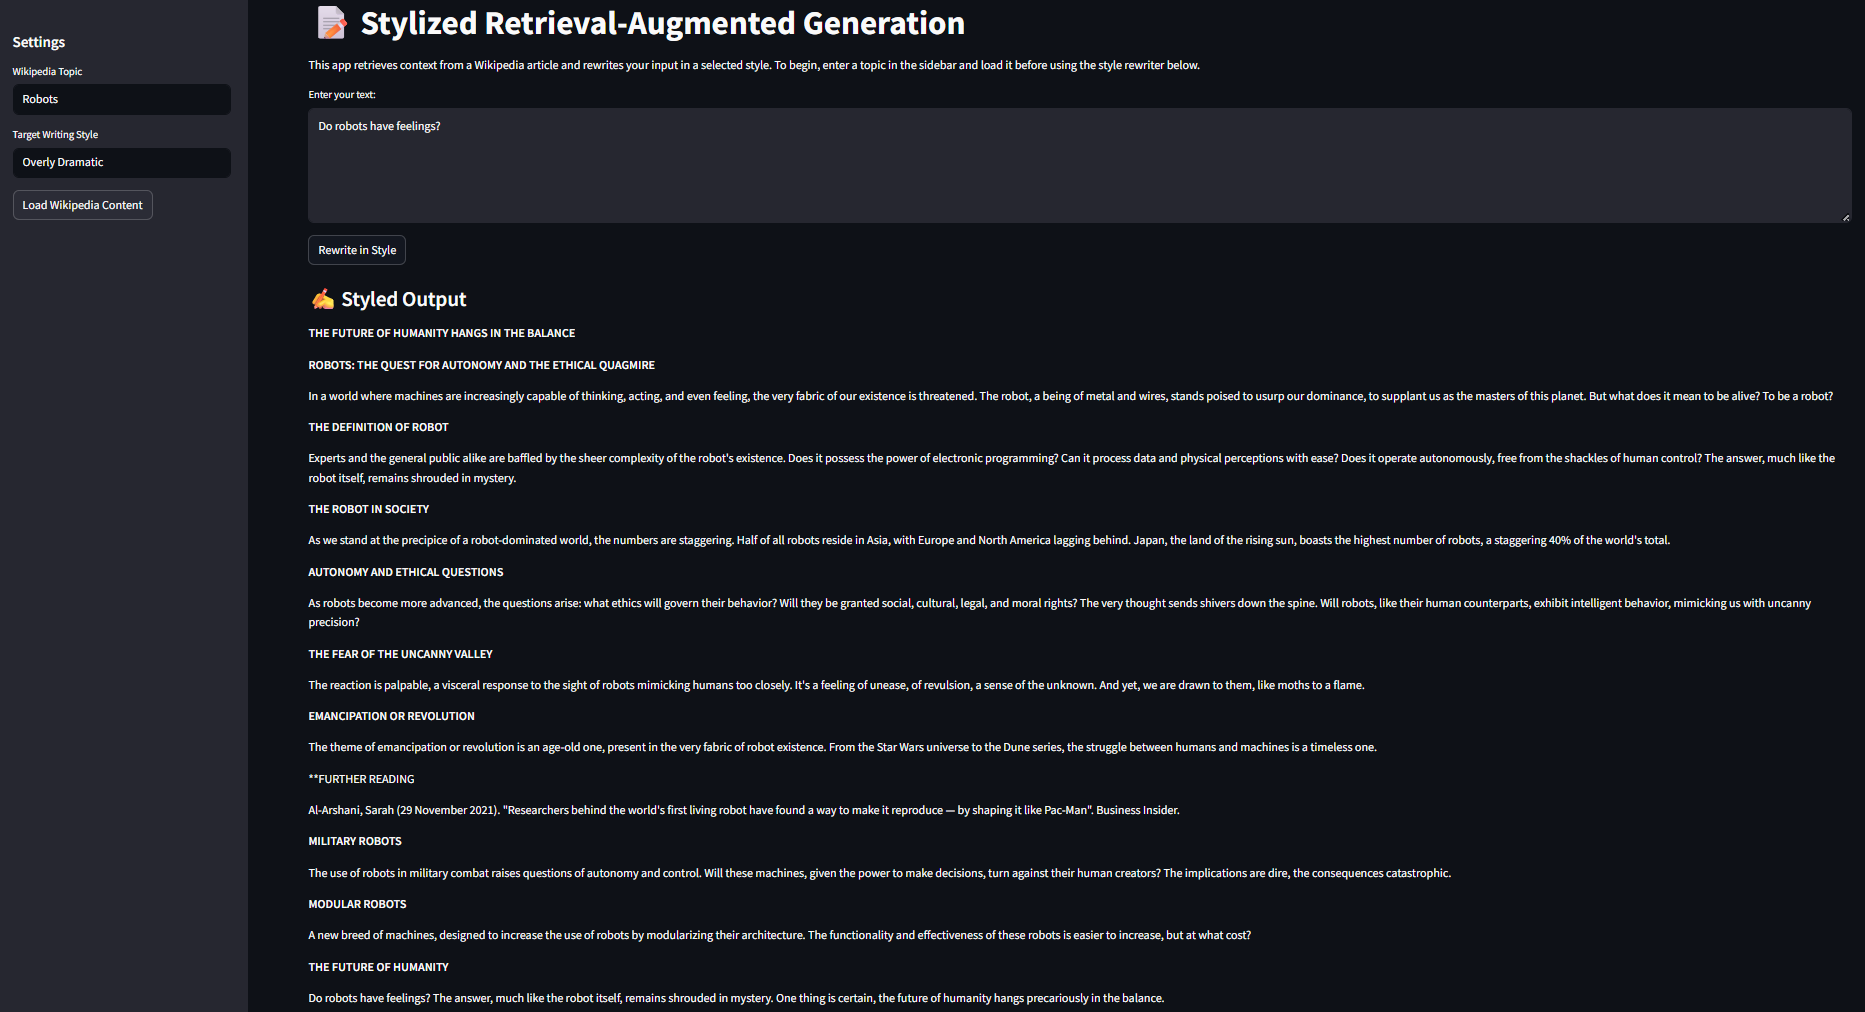 Settings
Wikipedia Topic
Robots
Target Writing Style
Overly Dramatic
Load Wikipedia Content
Stylized Retrieval-Augmented Generation
This app retrieves context from a Wikipedia article and rewrites your input in a selected style. To begin, enter a topic in the sidebar and load it before using the style rewriter below.
Enter your text:
Do robots have feelings?
Rewrite in Style
Styled Output
THE FUTURE OF HUMANITY HANGS IN THE BALANCE
ROBOTS: THE QUEST FOR AUTONOMY AND THE ETHICAL QUAGMIRE
In a world where machines are increasingly capable of thinking, acting, and even feeling, the very fabric of our existence is threatened. The robot, a being of metal and wires, stands poised to usurp our dominance, to supplant us as the masters of this planet. But what does it mean to be alive? To be a robot?
THE DEFINITION OF ROBOT
Experts and the general public alike are baffled by the sheer complexity of the robot's existence. Does it possess the power of electronic programming? Can it process data and physical perceptions with ease? Does it operate autonomously, free from the shackles of human control? The answer, much like the
robot itself, remains shrouded in mystery.
THE ROBOT IN SOCIETY
As we stand at the precipice of a robot-dominated world, the numbers are staggering. Half of all robots reside in Asia, with Europe and North America lagging behind. Japan, the land of the rising sun, boasts the highest number of robots, a staggering 40% of the world's total.
AUTONOMY AND ETHICAL QUESTIONS
As robots become more advanced, the questions arise: what ethics will govern their behavior? Will they be granted social, cultural, legal, and moral rights? The very thought sends shivers down the spine. Will robots, like their human counterparts, exhibit intelligent behavior, mimicking us with uncanny
precision?
THE FEAR OF THE UNCANNY VALLEY
The reaction is palpable, a visceral response to the sight of robots mimicking humans too closely. It's a feeling of unease, of revulsion, a sense of the unknown. And yet, we are drawn to them, like moths to a flame.
EMANCIPATION OR REVOLUTION
The theme of emancipation or revolution is an age-old one, present in the very fabric of robot existence. From the Star Wars universe to the Dune series, the struggle between humans and machines is a timeless one.
**FURTHER READING
Al-Arshani, Sarah (29 November 2021). "Researchers behind the world's first living robot have found a way to make it reproduce — by shaping it like Pac-Man". Business Insider.
MILITARY ROBOTS
The use of robots in military combat raises questions of autonomy and control. Will these machines, given the power to make decisions, turn against their human creators? The implications are dire, the consequences catastrophic.
MODULAR ROBOTS
A new breed of machines, designed to increase the use of robots by modularizing their architecture. The functionality and effectiveness of these robots is easier to increase, but at what cost?
THE FUTURE OF HUMANITY
Do robots have feelings? The answer, much like the robot itself, remains shrouded in mystery. One thing is certain, the future of humanity hangs precariously in the balance.